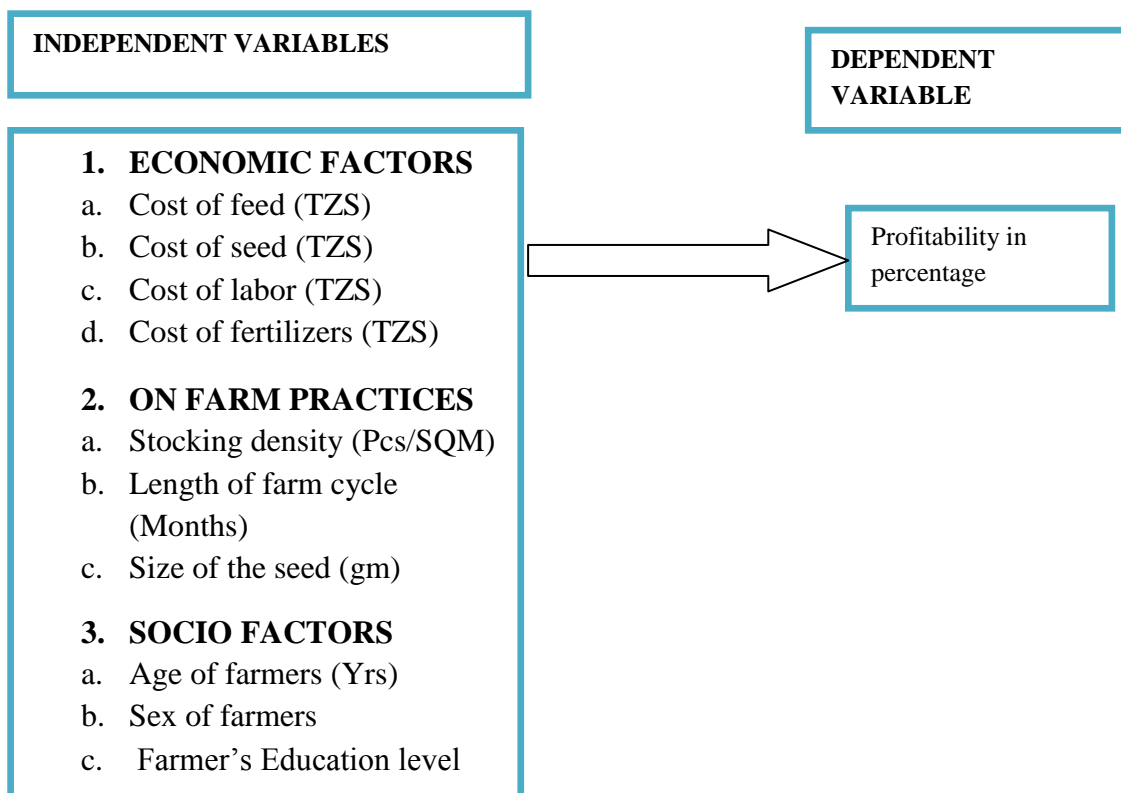 INDEPENDENT VARIABLES
DEPENDENT
VARIABLE
1. ECONOMIC FACTORS
a. Cost of feed (TZS)
b. Cost of seed (TZS)
c. Cost of labor (TZS)
d. Cost of fertilizers (TZS)
2. ON FARM PRACTICES
a. Stocking density (Pcs/SQM)
b. Length of farm cycle
(Months)
c. Size of the seed (gm)
3. SOCIO FACTORS
a. Age of farmers (Yrs)
b. Sex of farmers
c. Farmer’s Education level
Profitability in
percentage